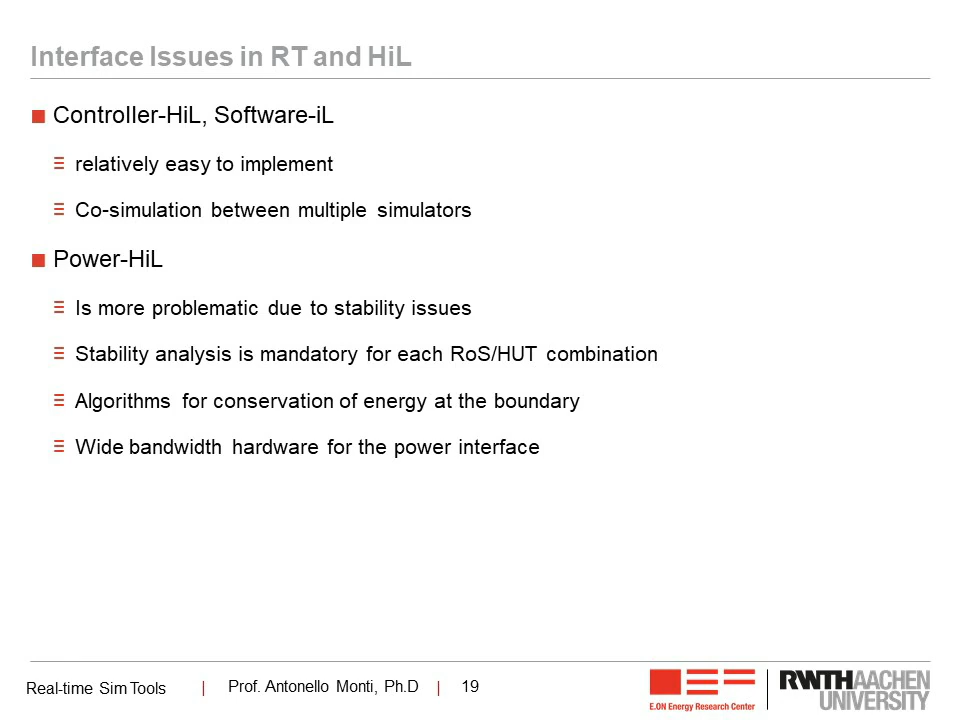 Interface Issues in RT and HiL
Controller-HiL, Software-iL
relatively easy to implement
Co-simulation between multiple simulators
Power-HiL
Is more problematic due to stability issues
Stability analysis is mandatory for each RoS/HUT combination
Algorithms for conservation of energy at the boundary
Wide bandwidth hardware for the power interface
Real-time Sim Tools | Prof. Antonello Monti, Ph.D | 19
E.ON Energy Research Center
RWTHAACHEN
UNIVERSITY